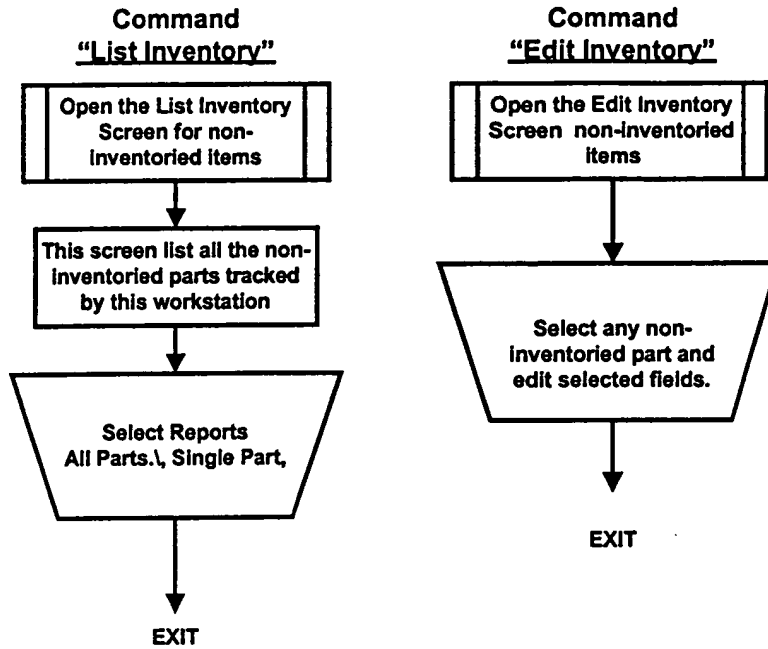 Command
"List Inventory"
Open the List Inventory
Screen for non-
inventoried items
This screen list all the non-
inventoried parts tracked
by this workstation
Select Reports
All Parts.\, Single Part,
EXIT
Command
"Edit Inventory"
Open the Edit Inventory
Screen non-inventoried
items
Select any non-
inventoried part and
edit selected fields.
EXIT